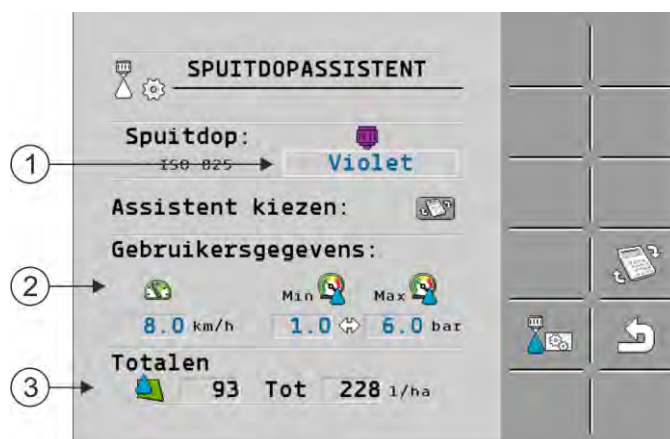 SPUITDOPASSISTENT
Spuitdop:
1
ISO 025
Violet
Assistent kiezen:
Gebruikersgegevens:
2
Min Max
8.0 km/h 1.0 6.0 bar
Totalen
3
93 Tot 228 l/ha